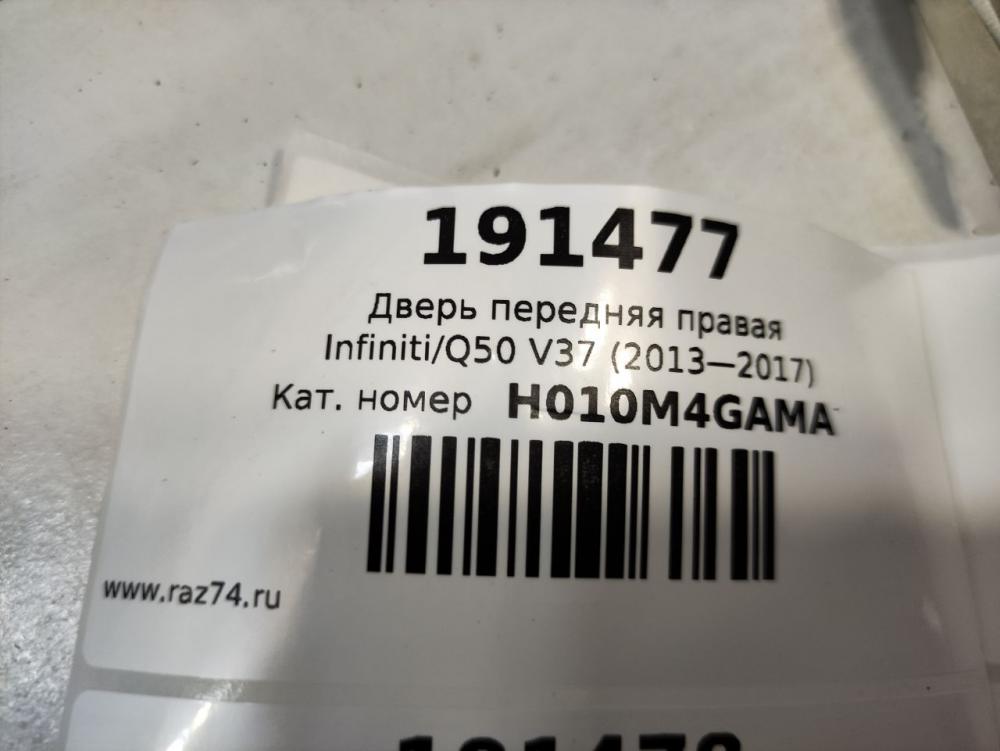 191477
Дверь передняя правая
Infiniti/Q50 V37 (2013—2017)
Кат. номер H010M4GAMA
www.raz74.ru